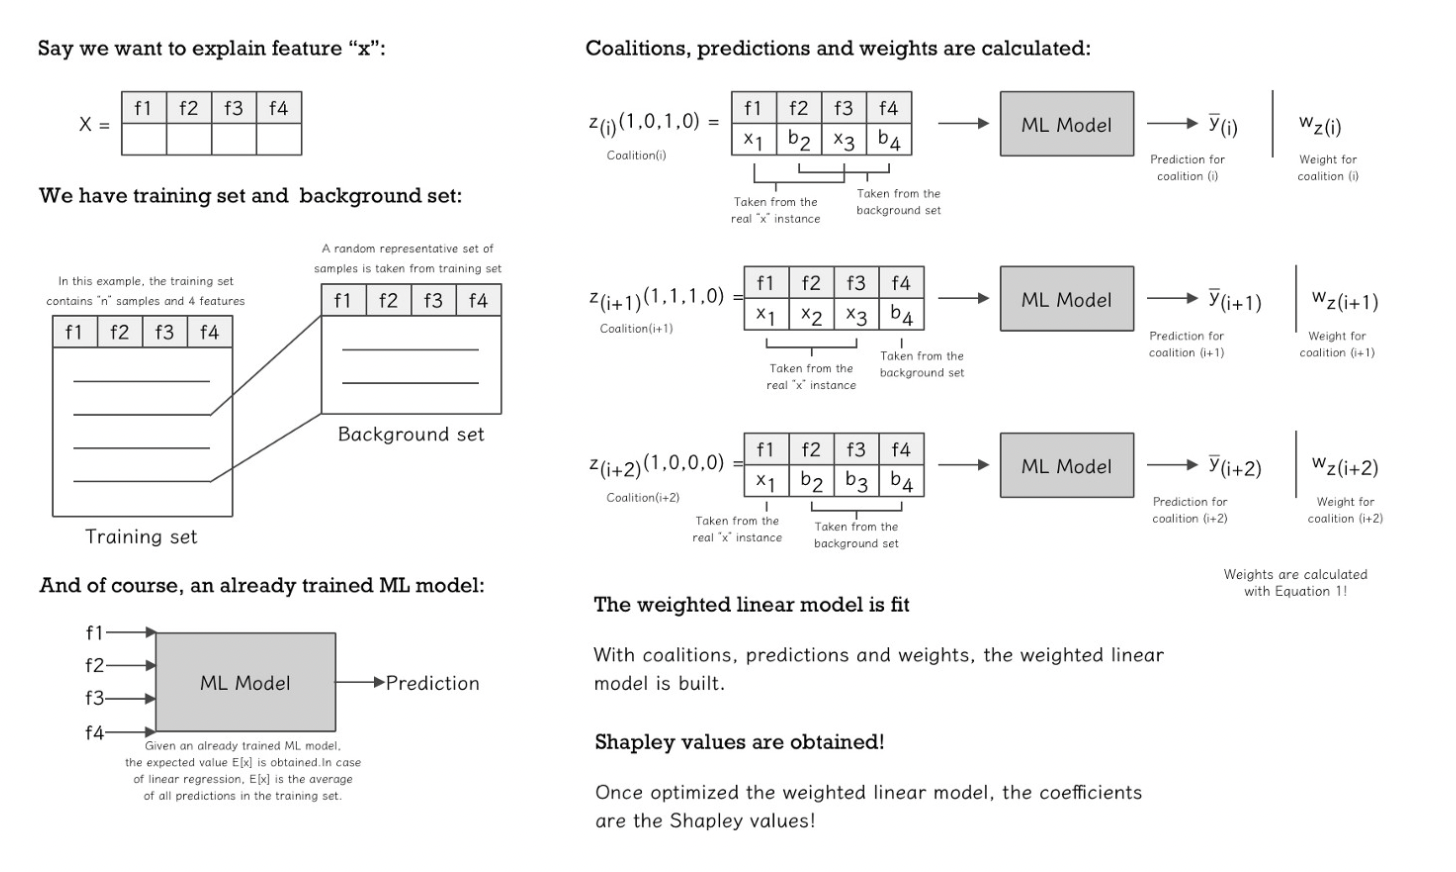 Say we want to explain feature “x”:
X =
f1 f2 f3 f4
We have training set and background set:
In this example, the training set
contains "n" samples and 4 features
f1 f2 f3 f4
Training set
A random representative set of
samples is taken from training set
f1 f2 f3 f4
Background set
And of course, an already trained ML model:
f1
f2
f3
f4
ML Model
Prediction
Given an already trained ML model,
the expected value E[x] is obtained.In case
of linear regression, E[x] is the average
of all predictions in the training set.
Coalitions, predictions and weights are calculated:
z(i)(1,0,1,0) =
Coalition(i)
f1 f2 f3 f4
x1 b2 x3 b4
Taken from the
real "x" instance
Taken from the
background set
ML Model
ȳ(i)
Prediction for
coalition (i)
wz(i)
Weight for
coalition (i)
z(i+1)(1,1,1,0) =
Coalition(i+1)
f1 f2 f3 f4
x1 x2 x3 b4
Taken from the
real "x" instance
Taken from the
background set
ML Model
ȳ(i+1)
Prediction for
coalition (i+1)
wz(i+1)
Weight for
coalition (i+1)
z(i+2)(1,0,0,0) =
Coalition(i+2)
f1 f2 f3 f4
x1 b2 b3 b4
Taken from the
real "x" instance
Taken from the
background set
ML Model
ȳ(i+2)
Prediction for
coalition (i+2)
wz(i+2)
Weight for
coalition (i+2)
Weights are calculated
with Equation 1!
The weighted linear model is fit
With coalitions, predictions and weights, the weighted linear
model is built.
Shapley values are obtained!
Once optimized the weighted linear model, the coefficients
are the Shapley values!